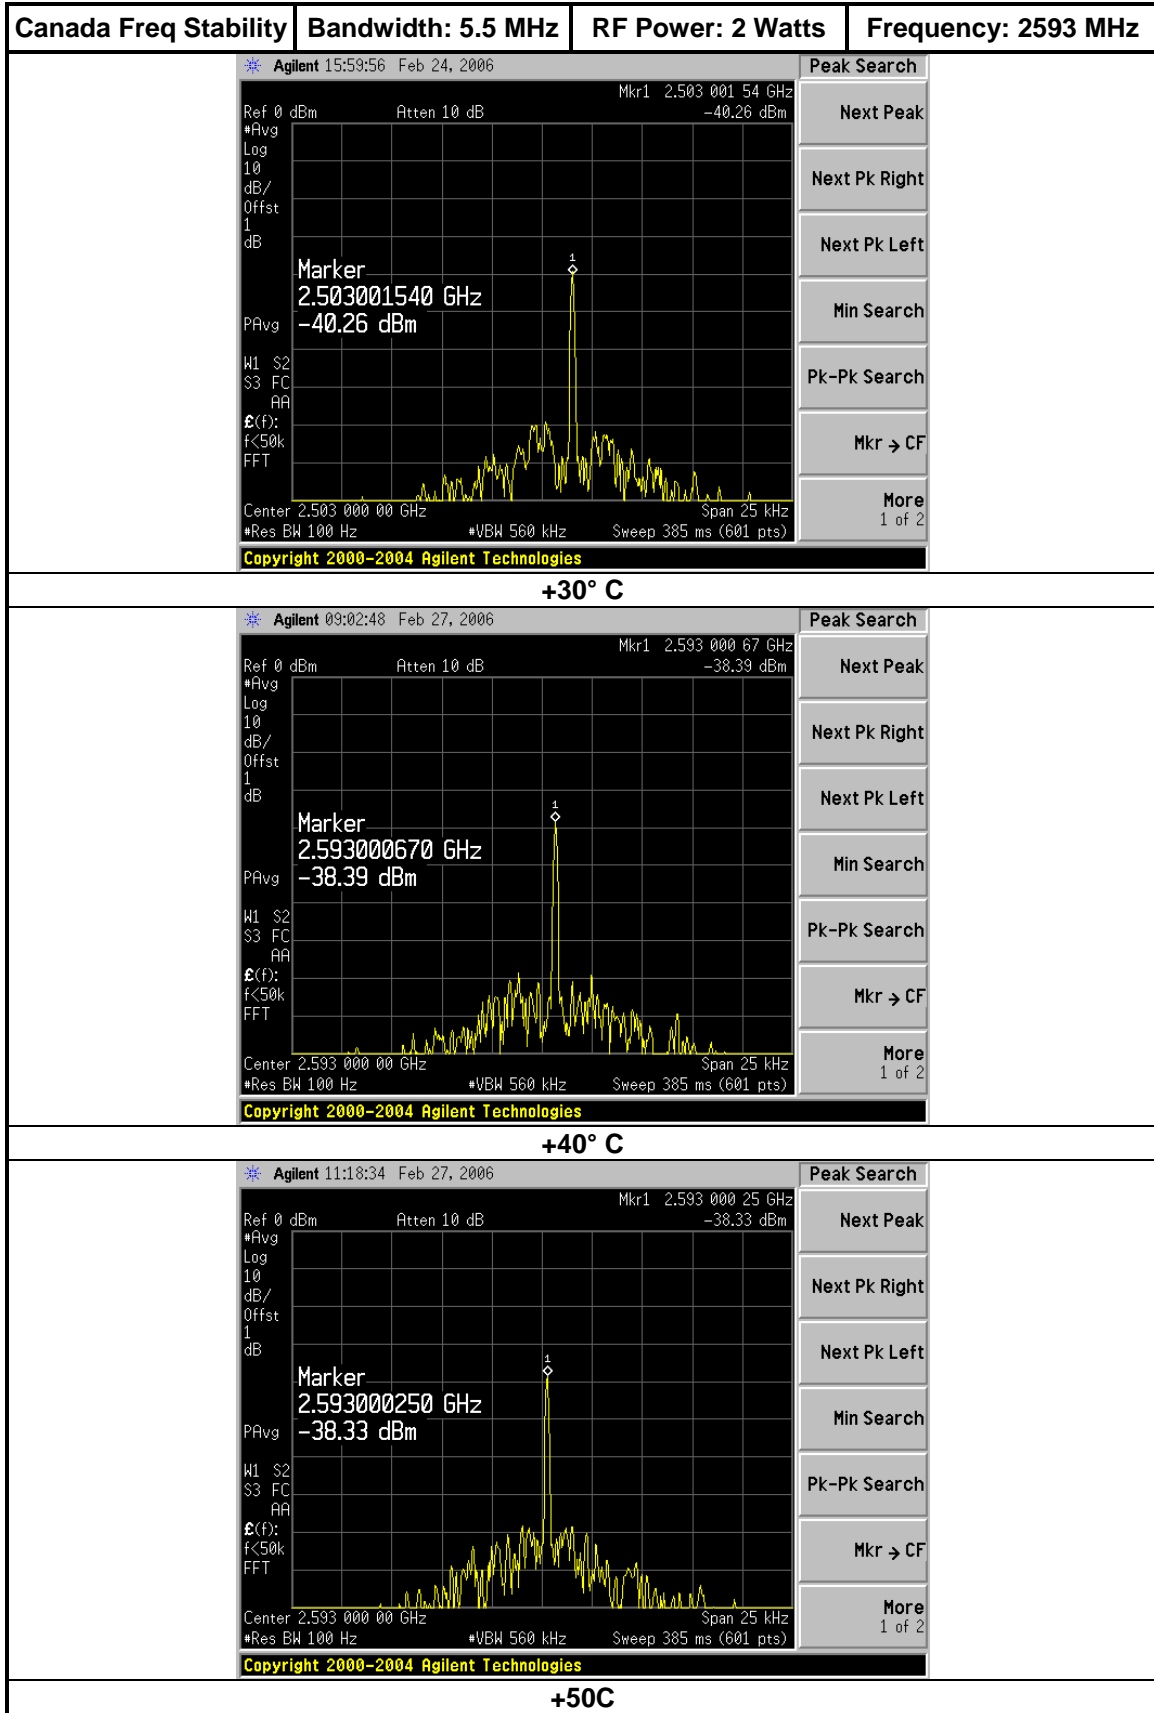 Canada Freq Stability Bandwidth: 5.5 MHz RF Power: 2 Watts Frequency: 2593 MHz
Agilent 15:59:56 Feb 24, 2006 Peak Search
Mkr1 2.503 001 54 GHz
Ref 0 dBm Atten 10 dB -40.26 dBm
#Avg
Log
10
dB/
Offst
1
dB
1
Marker
2.503001540 GHz
-40.26 dBm
PAvg
W1 S2
S3 FC
AA
£(f):
f<50k
FFT
Center 2.503 000 00 GHz Span 25 kHz
#Res BW 100 Hz #VBW 560 kHz Sweep 385 ms (601 pts)
Copyright 2000-2004 Agilent Technologies
Next Peak
Next Pk Right
Next Pk Left
Min Search
Pk-Pk Search
Mkr → CF
More
1 of 2
+30° C
Agilent 09:02:48 Feb 27, 2006 Peak Search
Mkr1 2.593 000 67 GHz
Ref 0 dBm Atten 10 dB -38.39 dBm
#Avg
Log
10
dB/
Offst
1
dB
1
Marker
2.593000670 GHz
-38.39 dBm
PAvg
W1 S2
S3 FC
AA
£(f):
f<50k
FFT
Center 2.593 000 00 GHz Span 25 kHz
#Res BW 100 Hz #VBW 560 kHz Sweep 385 ms (601 pts)
Copyright 2000-2004 Agilent Technologies
Next Peak
Next Pk Right
Next Pk Left
Min Search
Pk-Pk Search
Mkr → CF
More
1 of 2
+40° C
Agilent 11:18:34 Feb 27, 2006 Peak Search
Mkr1 2.593 000 25 GHz
Ref 0 dBm Atten 10 dB -38.33 dBm
#Avg
Log
10
dB/
Offst
1
dB
1
Marker
2.593000250 GHz
-38.33 dBm
PAvg
W1 S2
S3 FC
AA
£(f):
f<50k
FFT
Center 2.593 000 00 GHz Span 25 kHz
#Res BW 100 Hz #VBW 560 kHz Sweep 385 ms (601 pts)
Copyright 2000-2004 Agilent Technologies
Next Peak
Next Pk Right
Next Pk Left
Min Search
Pk-Pk Search
Mkr → CF
More
1 of 2
+50C